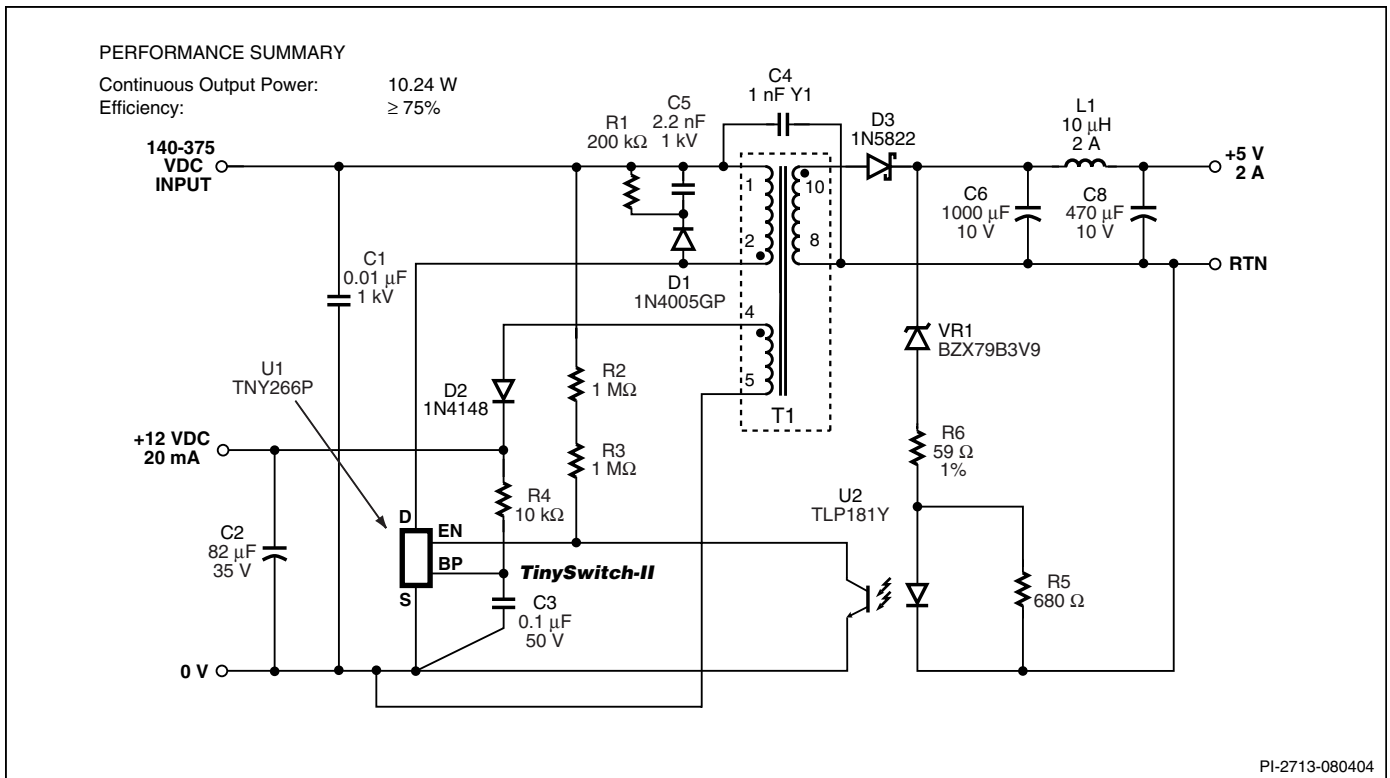 PERFORMANCE SUMMARY
Continuous Output Power: 10.24 W
Efficiency: ≥ 75%
C4
1 nF Y1
C5
2.2 nF
1 kV
R1
200 kΩ
D3
1N5822
L1
10 µH
2 A
140-375
VDC
INPUT
+5 V
2 A
1
2
10
8
C6
1000 µF
10 V
C8
470 µF
10 V
C1
0.01 µF
1 kV
D1
1N4005GP
RTN
4
5
T1
VR1
BZX79B3V9
U1
TNY266P
D2
1N4148
R2
1 MΩ
+12 VDC
20 mA
R3
1 MΩ
R6
59 Ω
1%
R4
10 kΩ
U2
TLP181Y
C2
82 µF
35 V
D
EN
BP
S
TinySwitch-II
C3
0.1 µF
50 V
R5
680 Ω
0 V
PI-2713-080404